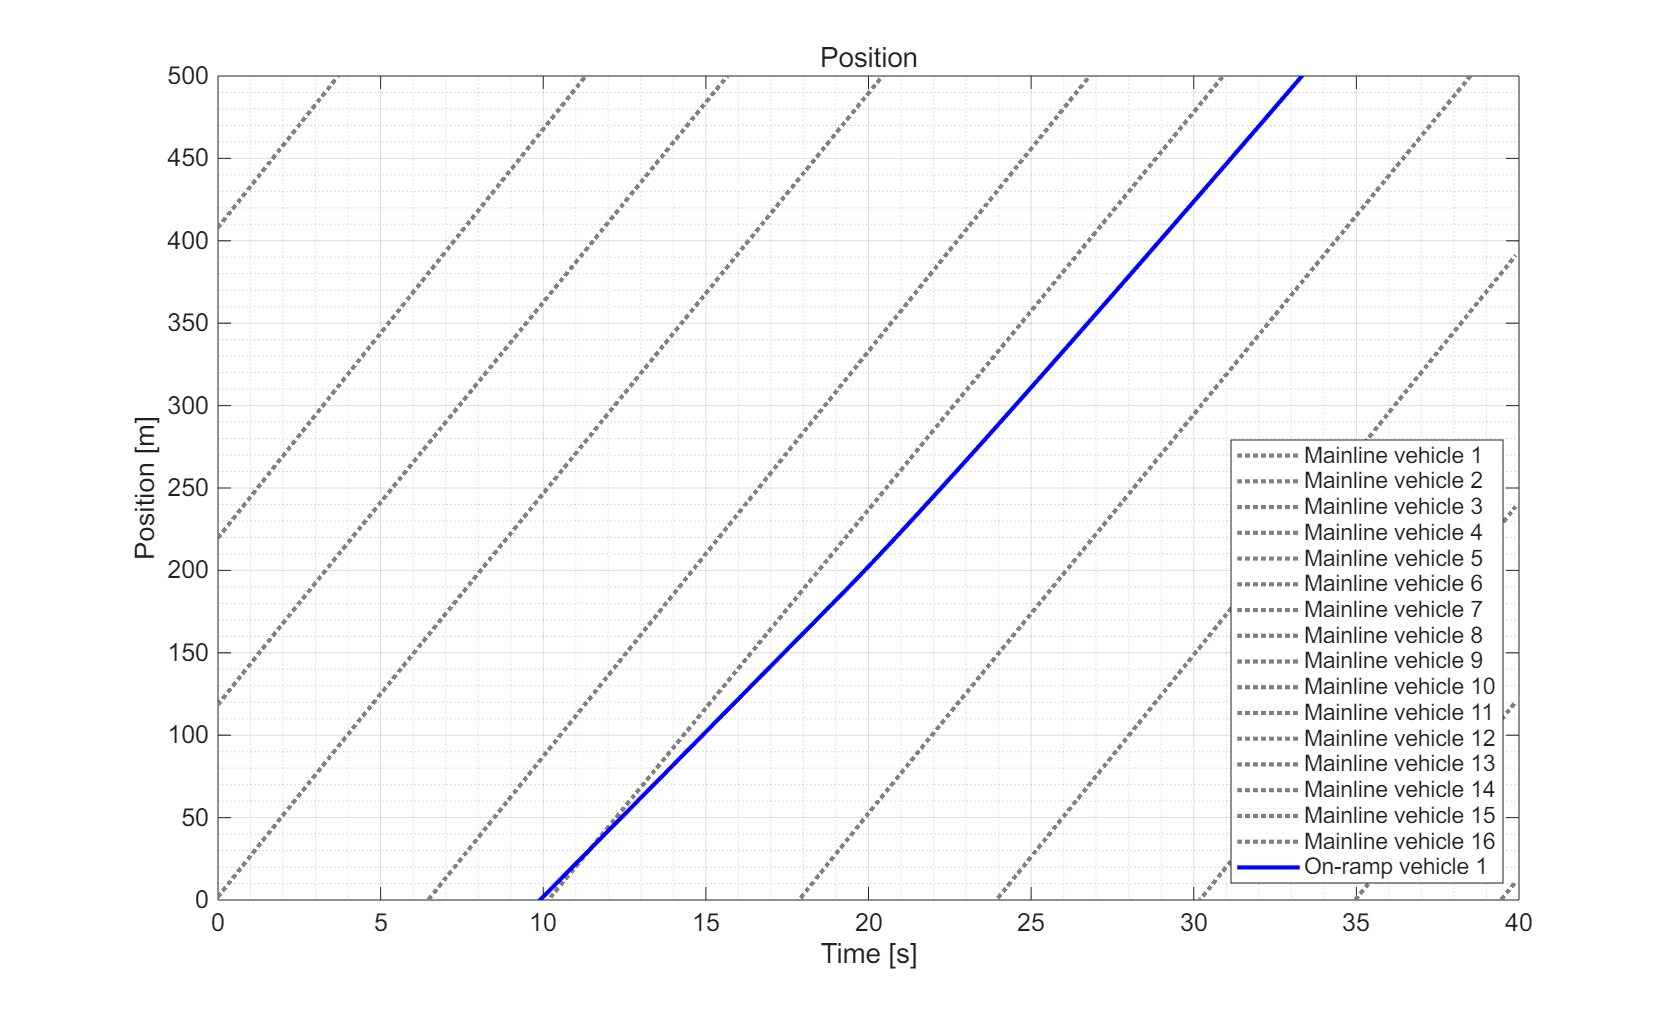 Position
500
450
400
350
300
250
200
150
100
50
0
Position [m]
0 5 10 15 20 25 30 35 40
Time [s]
Mainline vehicle 1
Mainline vehicle 2
Mainline vehicle 3
Mainline vehicle 4
Mainline vehicle 5
Mainline vehicle 6
Mainline vehicle 7
Mainline vehicle 8
Mainline vehicle 9
Mainline vehicle 10
Mainline vehicle 11
Mainline vehicle 12
Mainline vehicle 13
Mainline vehicle 14
Mainline vehicle 15
Mainline vehicle 16
On-ramp vehicle 1